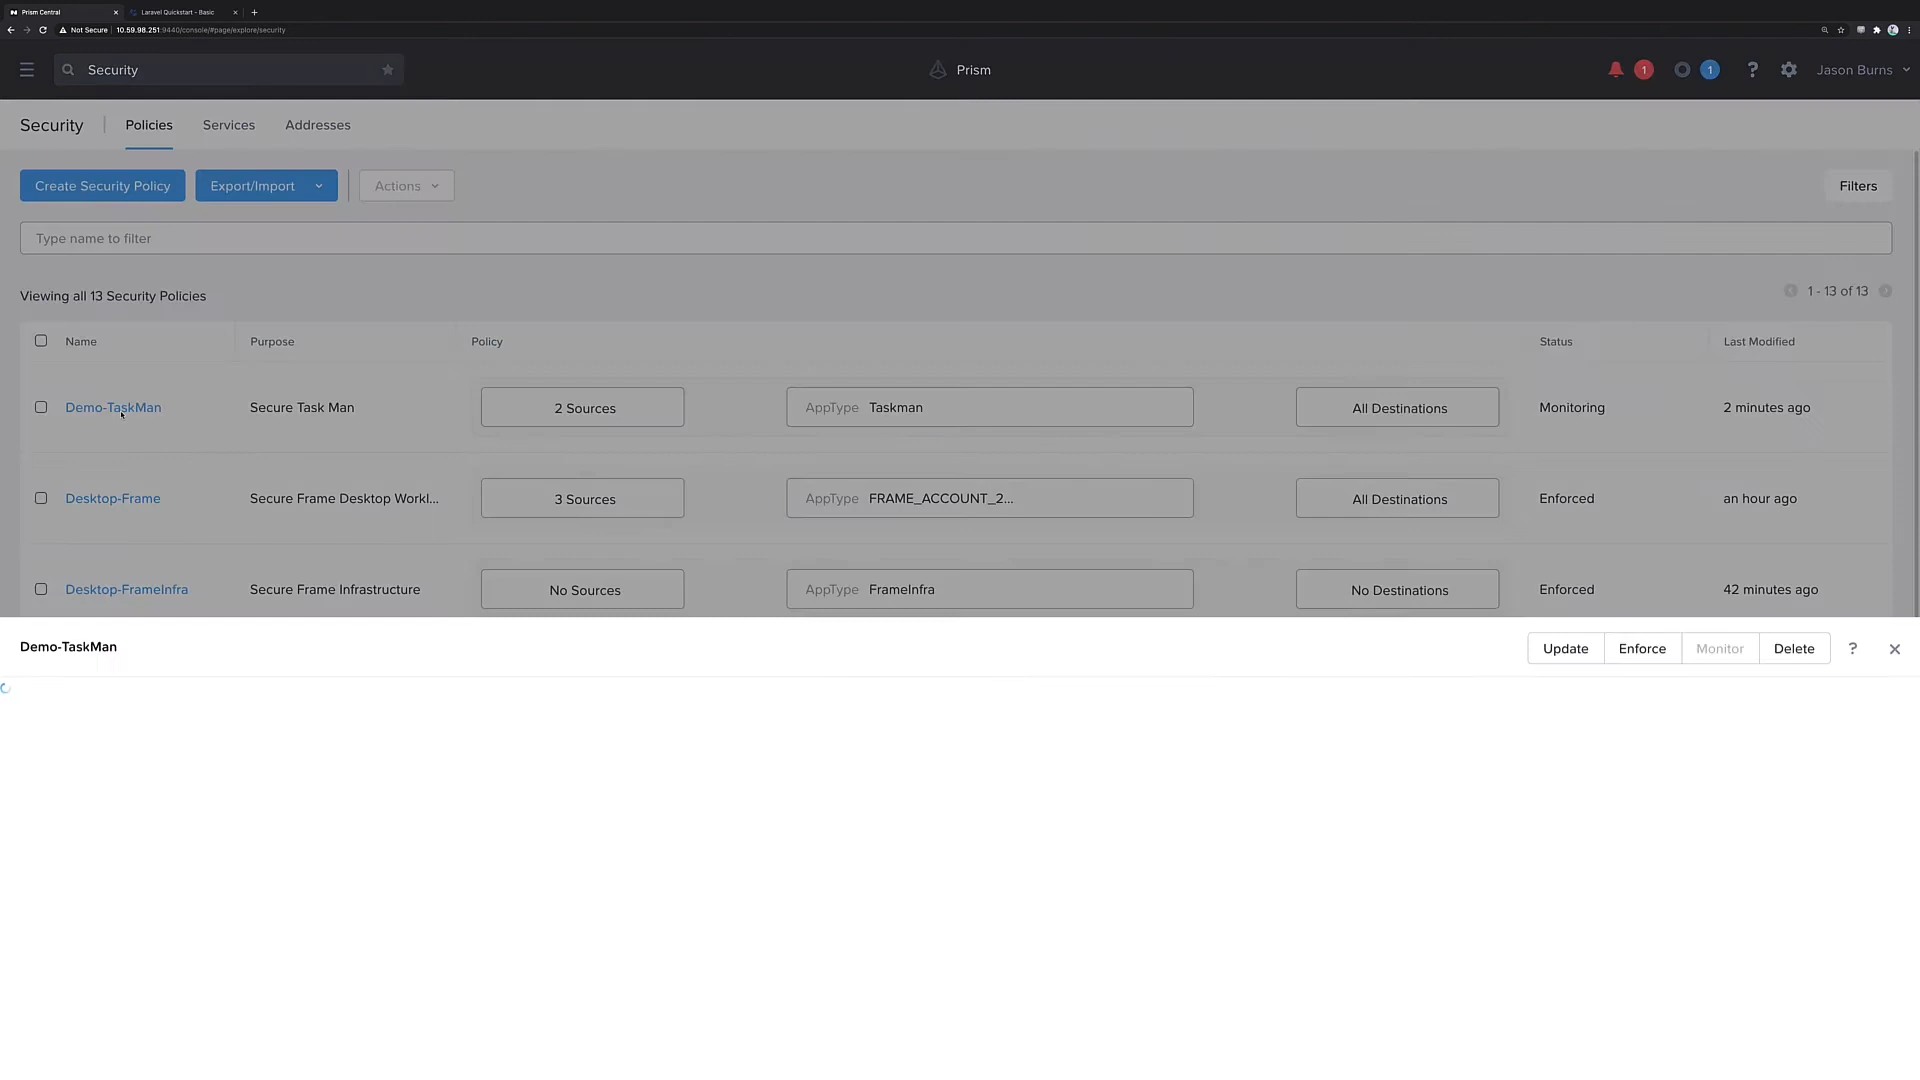 Prism Central
Laravel Quickstart - Basic
Not Secure 10.59.98.251:9440/console/#page/explore/security
Security
Prism
1
1
?
Jason Burns
Security
Policies
Services
Addresses
Create Security Policy
Export/Import
Actions
Filters
Type name to filter
Viewing all 13 Security Policies
1 - 13 of 13
Name Purpose Policy Status Last Modified
Demo-TaskMan Secure Task Man 2 Sources AppType Taskman All Destinations Monitoring 2 minutes ago
Desktop-Frame Secure Frame Desktop Workl... 3 Sources AppType FRAME_ACCOUNT_2... All Destinations Enforced an hour ago
Desktop-FrameInfra Secure Frame Infrastructure No Sources AppType FrameInfra No Destinations Enforced 42 minutes ago
Demo-TaskMan
Update Enforce Monitor Delete ?